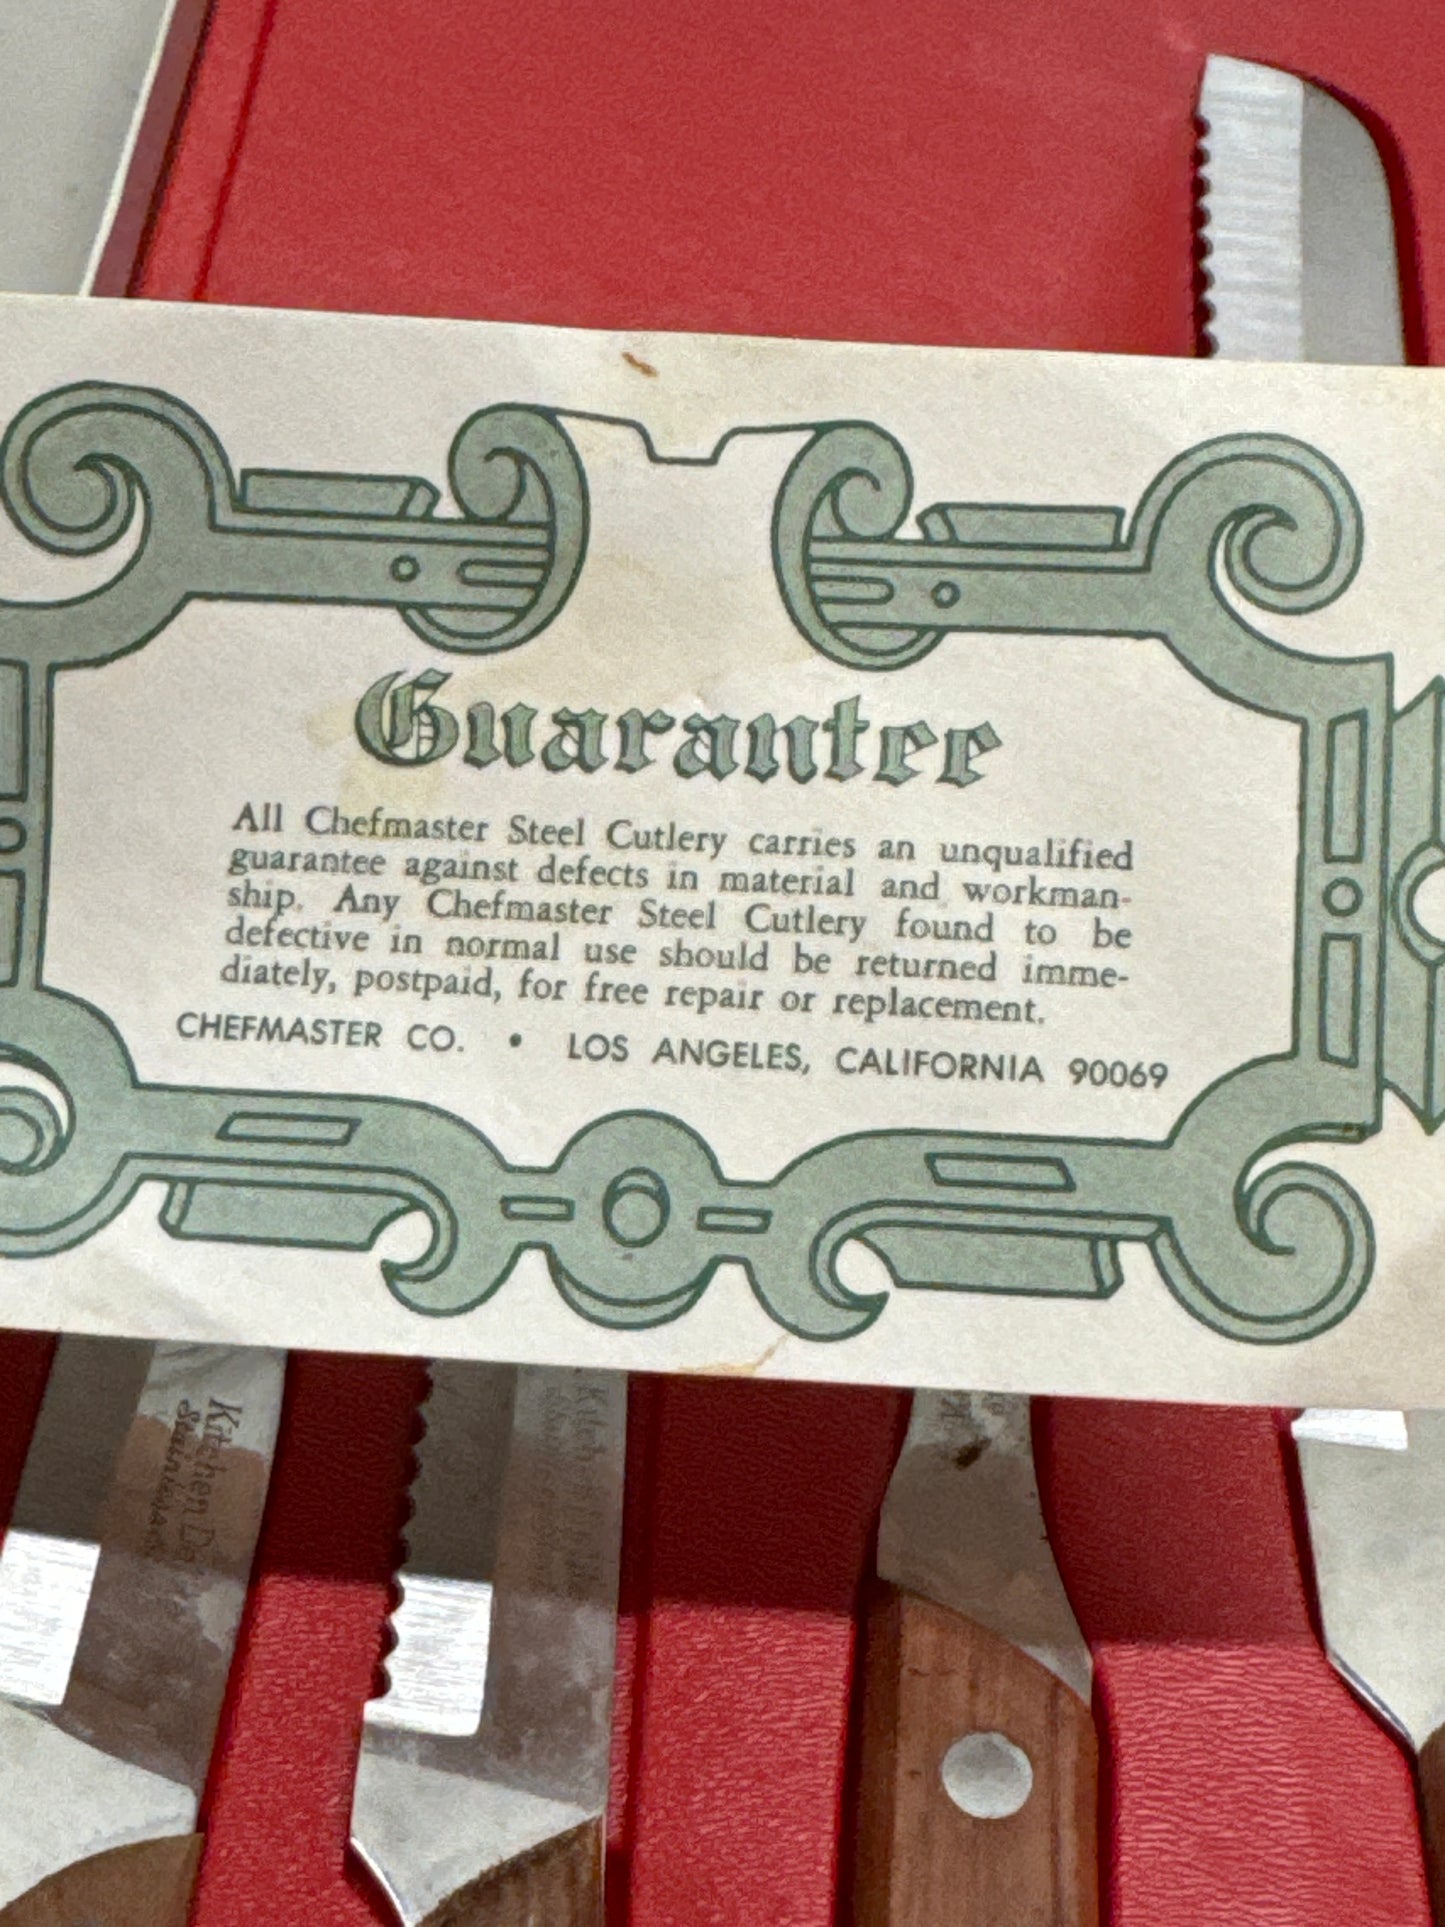 Guarantee
All Chefmaster Steel Cutlery carries an unqualified
guarantee against defects in material and workman-
ship. Any Chefmaster Steel Cutlery found to be
defective in normal use should be returned imme-
diately, postpaid, for free repair or replacement.
CHEFMASTER CO. • LOS ANGELES, CALIFORNIA 90069
Kitchen
Stainless